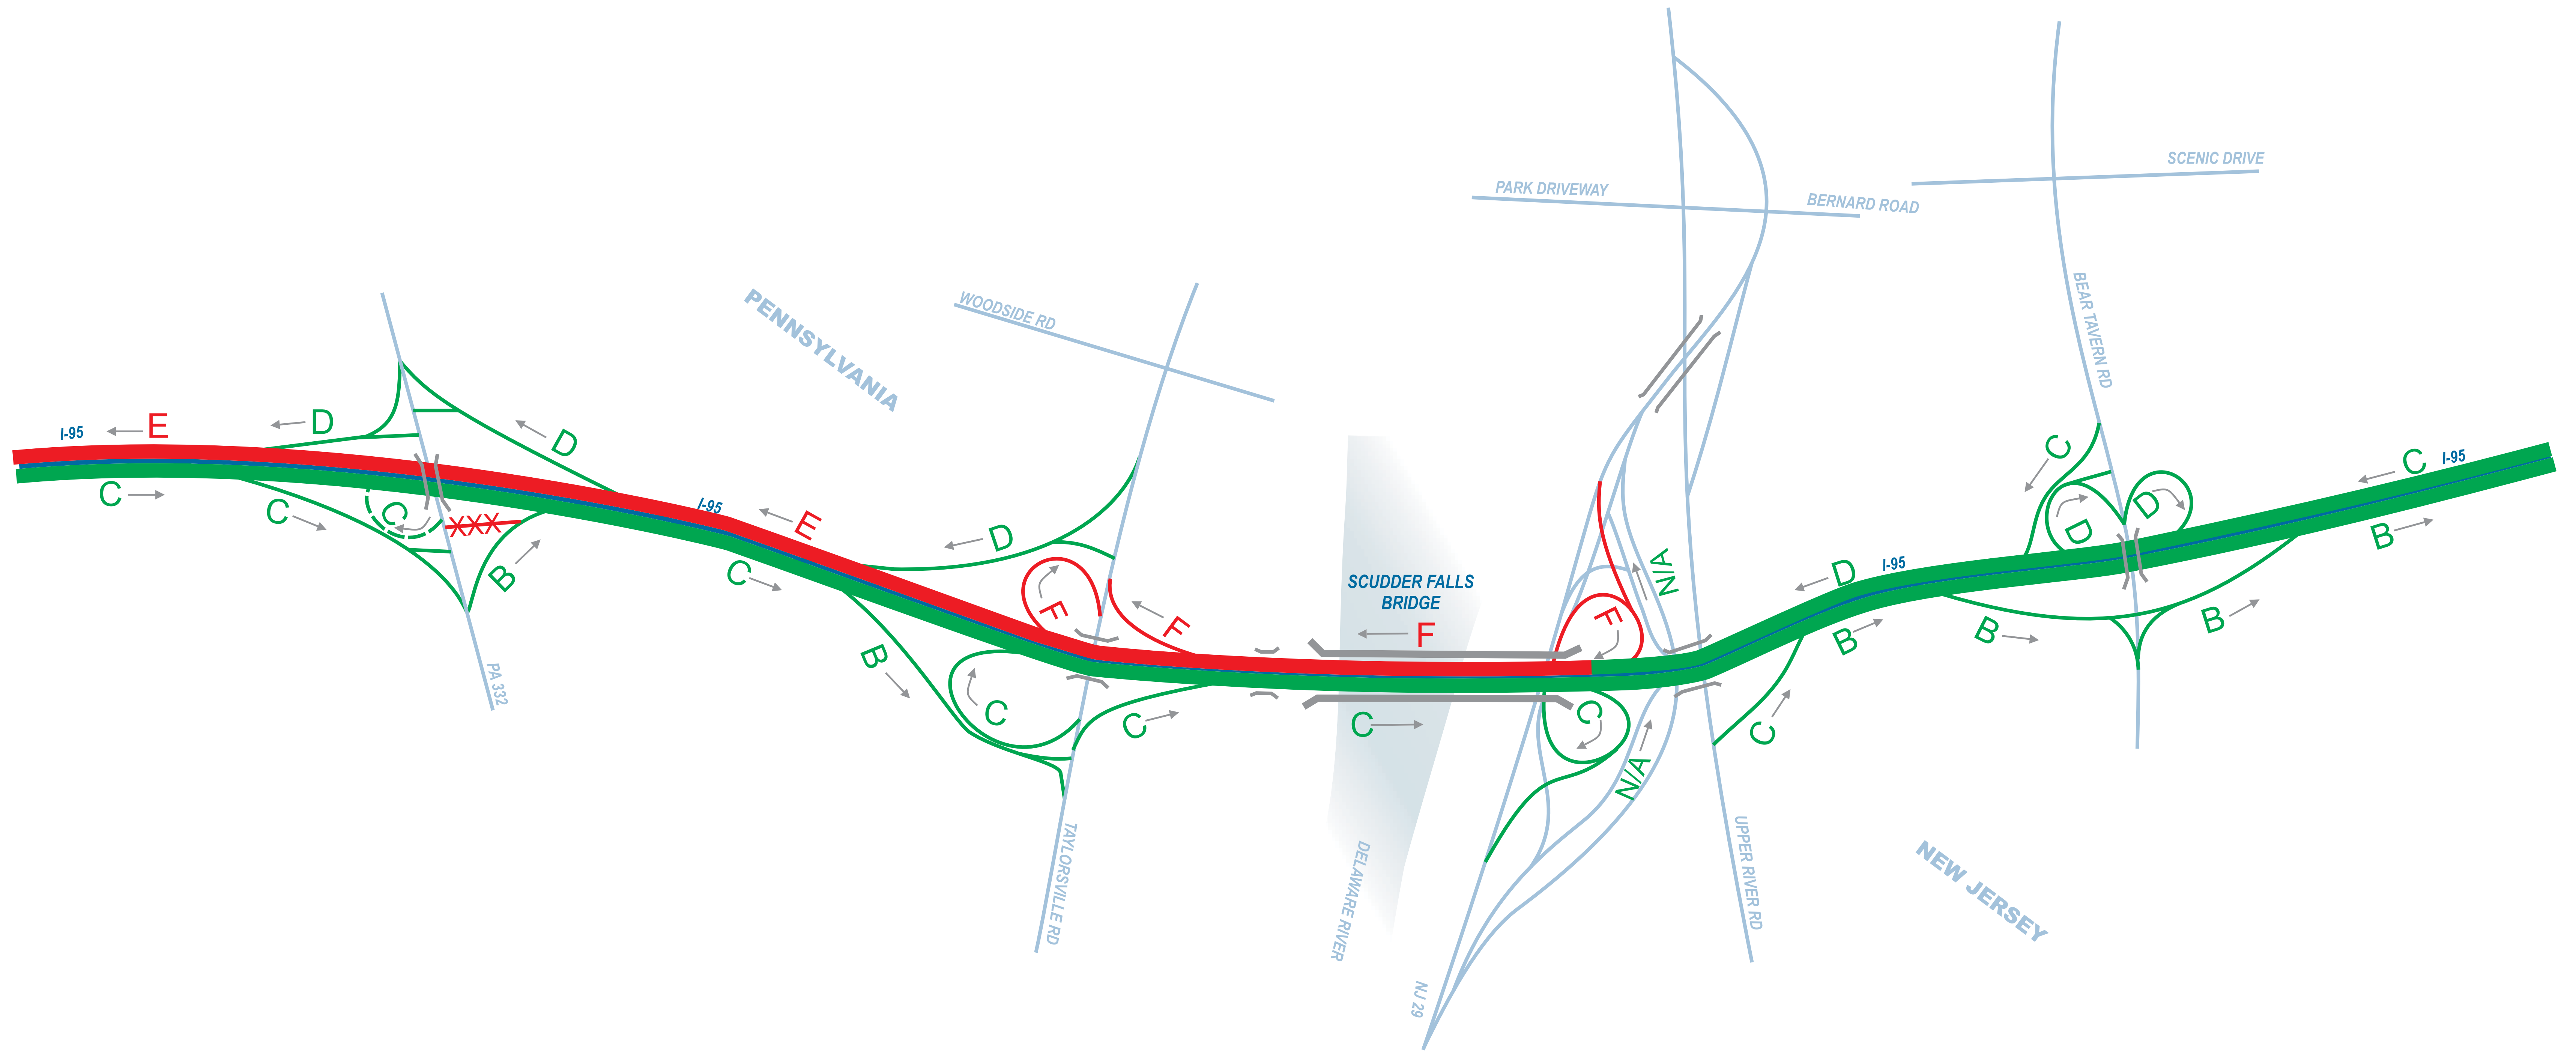 SCENIC DRIVE
PARK DRIVEWAY
BERNARD ROAD
PENNSYLVANIA
WOODSIDE RD
BEAR TAVERN RD
I-95
E
D
D
C
C
C
XXX
B
PA 332
I-95
E
C
D
F
F
B
C
C
TAYLORSVILLE RD
SCUDDER FALLS
BRIDGE
F
C
DELAWARE RIVER
F
N/A
C
N/A
NJ 29
UPPER RIVER RD
C
D
I-95
B
C
D
D
B
B
C
I-95
B
NEW JERSEY